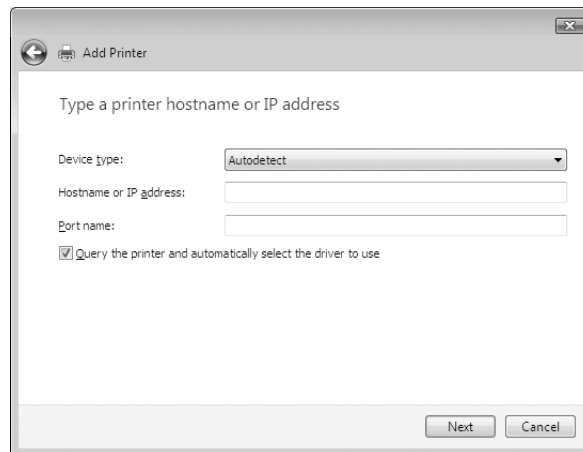 Add Printer
Type a printer hostname or IP address
Device type: Autodetect
Hostname or IP address:
Port name:
Query the printer and automatically select the driver to use
Next Cancel